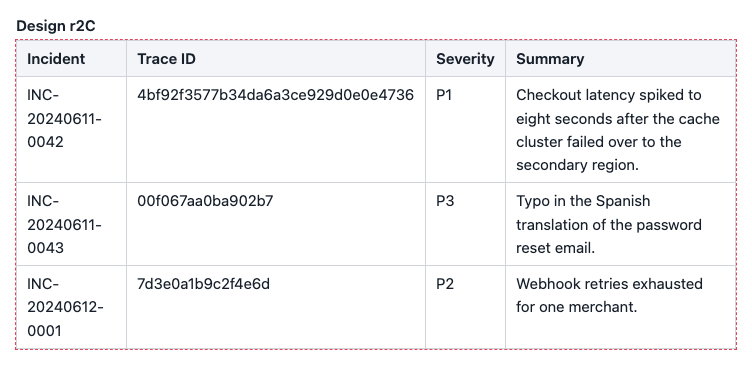 Design r2C
Incident Trace ID Severity Summary
INC-
20240611-
0042
4bf92f3577b34da6a3ce929d0e0e4736
P1
Checkout latency spiked to
eight seconds after the cache
cluster failed over to the
secondary region.
INC-
20240611-
0043
00f067aa0ba902b7
P3
Typo in the Spanish
translation of the password
reset email.
INC-
20240612-
0001
7d3e0a1b9c2f4e6d
P2
Webhook retries exhausted
for one merchant.